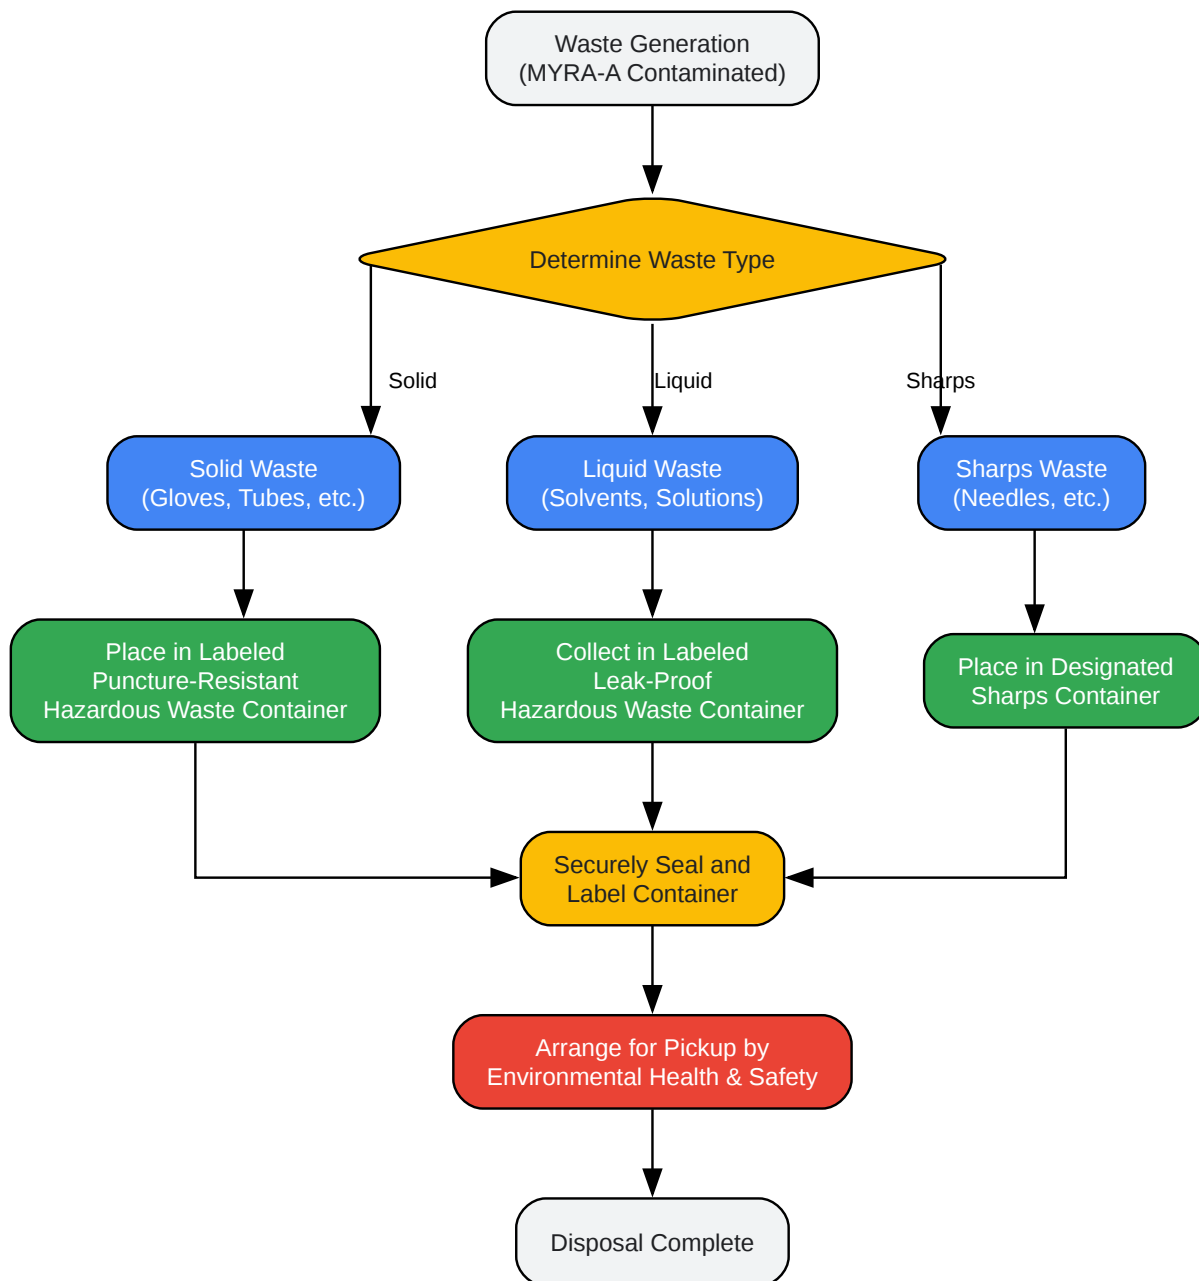 Waste Generation
(MYRA-A Contaminated)
Determine Waste Type
Solid
Liquid
Sharps
Solid Waste
(Gloves, Tubes, etc.)
Liquid Waste
(Solvents, Solutions)
Sharps Waste
(Needles, etc.)
Place in Labeled
Puncture-Resistant
Hazardous Waste Container
Collect in Labeled
Leak-Proof
Hazardous Waste Container
Place in Designated
Sharps Container
Securely Seal and
Label Container
Arrange for Pickup by
Environmental Health & Safety
Disposal Complete